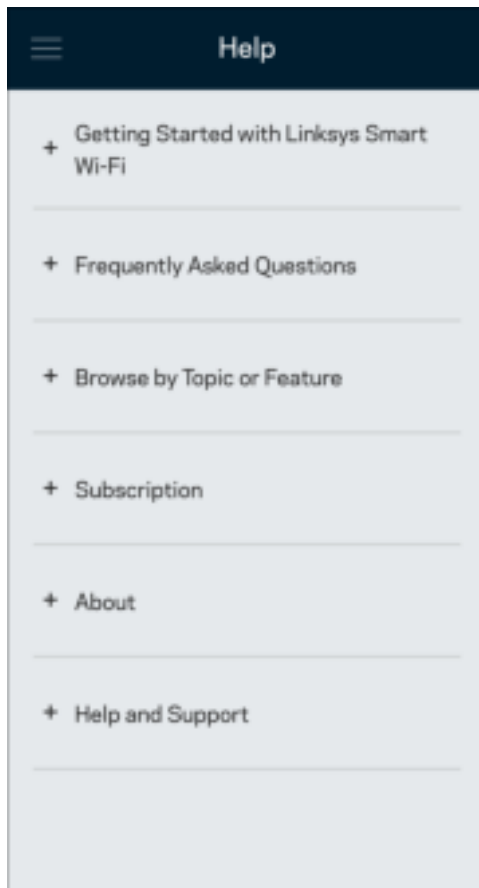 Help
+ Getting Started with Linksys Smart
Wi-Fi
+ Frequently Asked Questions
+ Browse by Topic or Feature
+ Subscription
+ About
+ Help and Support